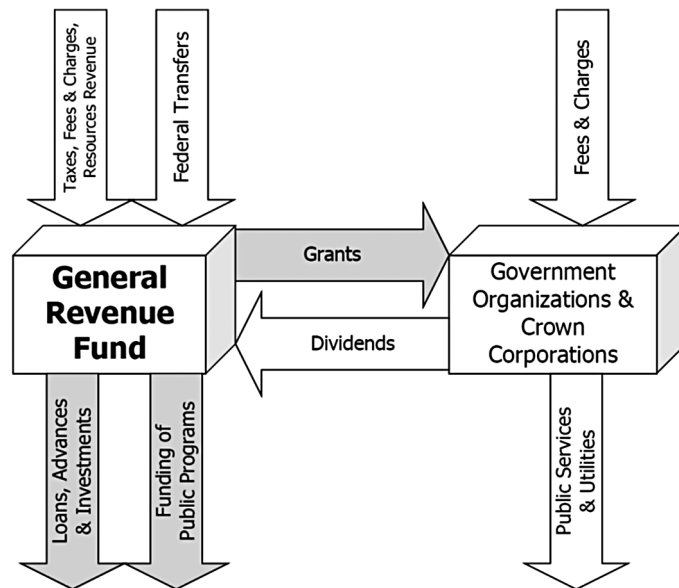 Taxes, Fees & Charges,
Resources Revenue
Federal Transfers
Fees & Charges
General
Revenue
Fund
Grants
Dividends
Government
Organizations &
Crown
Corporations
Loans, Advances
& Investments
Funding of
Public Programs
Public Services
& Utilities